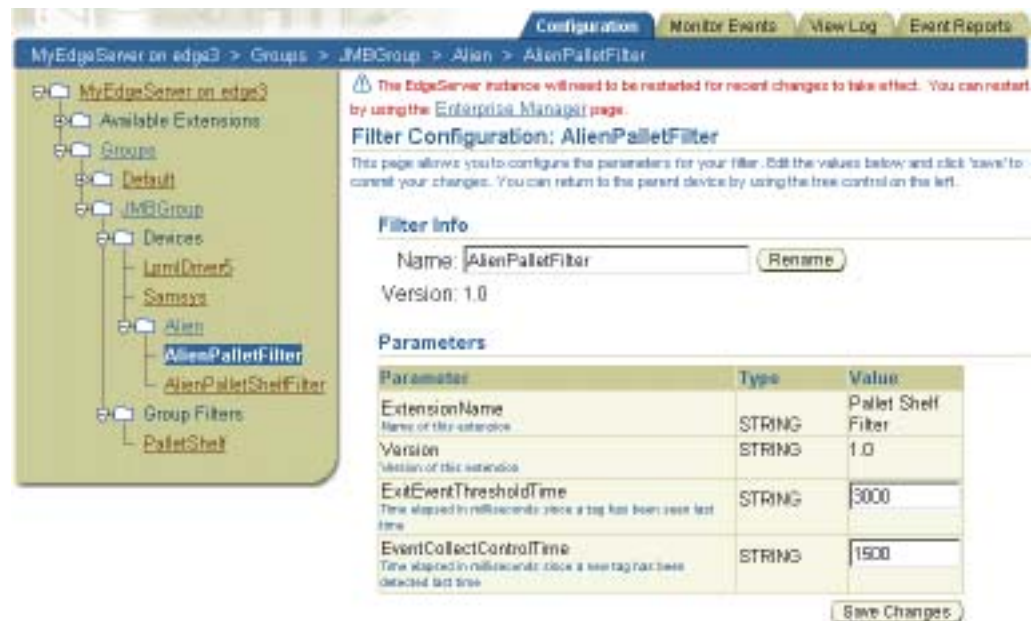 Configuration Monitor Events View Log Event Reports
MyEdgeServer on edge3 > Groups > JMBGroup > Alien > AlienPalletFilter
MyEdgeServer on edge3
Available Extensions
Groups
Default
JMBGroup
Devices
LpmlDriver5
Samsys
Alien
AlienPalletFilter
AlienPalletShelfFilter
Group Filters
PalletShelf
The EdgeServer instance will need to be restarted for recent changes to take effect. You can restart
by using the Enterprise Manager page.
Filter Configuration: AlienPalletFilter
This page allows you to configure the parameters for your filter. Edit the values below and click 'save' to
commit your changes. You can return to the parent device by using the tree control on the left.
Filter Info
Name: AlienPalletFilter Rename
Version: 1.0
Parameters
Parameter Type Value
ExtensionName STRING Pallet Shelf
Name of this extension Filter
Version STRING 1.0
Version of this extension
ExitEventThresholdTime STRING 3000
Time elapsed in milliseconds since a tag has been seen last
time
EventCollectControlTime STRING 1500
Time elapsed in milliseconds since a new tag has been
detected last time
Save Changes